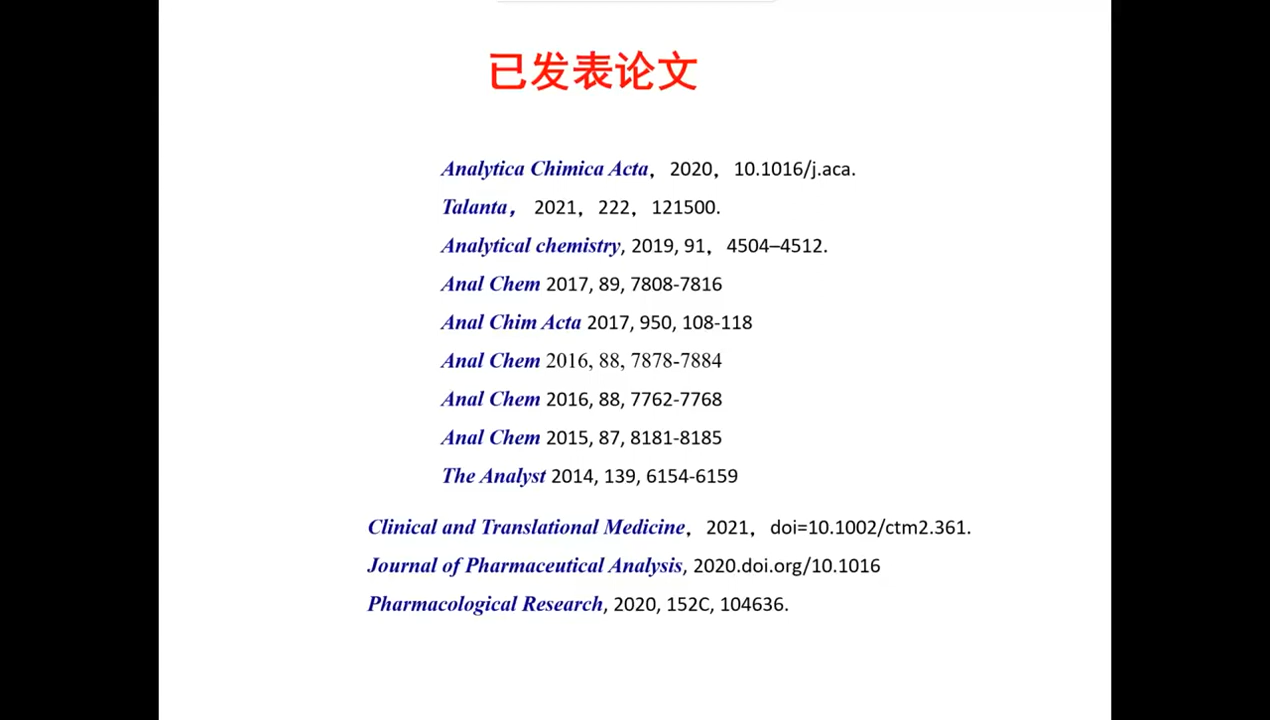 已发表论文
Analytica Chimica Acta，2020，10.1016/j.aca.
Talanta， 2021，222，121500.
Analytical chemistry, 2019, 91，4504–4512.
Anal Chem 2017, 89, 7808-7816
Anal Chim Acta 2017, 950, 108-118
Anal Chem 2016, 88, 7878-7884
Anal Chem 2016, 88, 7762-7768
Anal Chem 2015, 87, 8181-8185
The Analyst 2014, 139, 6154-6159
Clinical and Translational Medicine，2021，doi=10.1002/ctm2.361.
Journal of Pharmaceutical Analysis, 2020.doi.org/10.1016
Pharmacological Research, 2020, 152C, 104636.